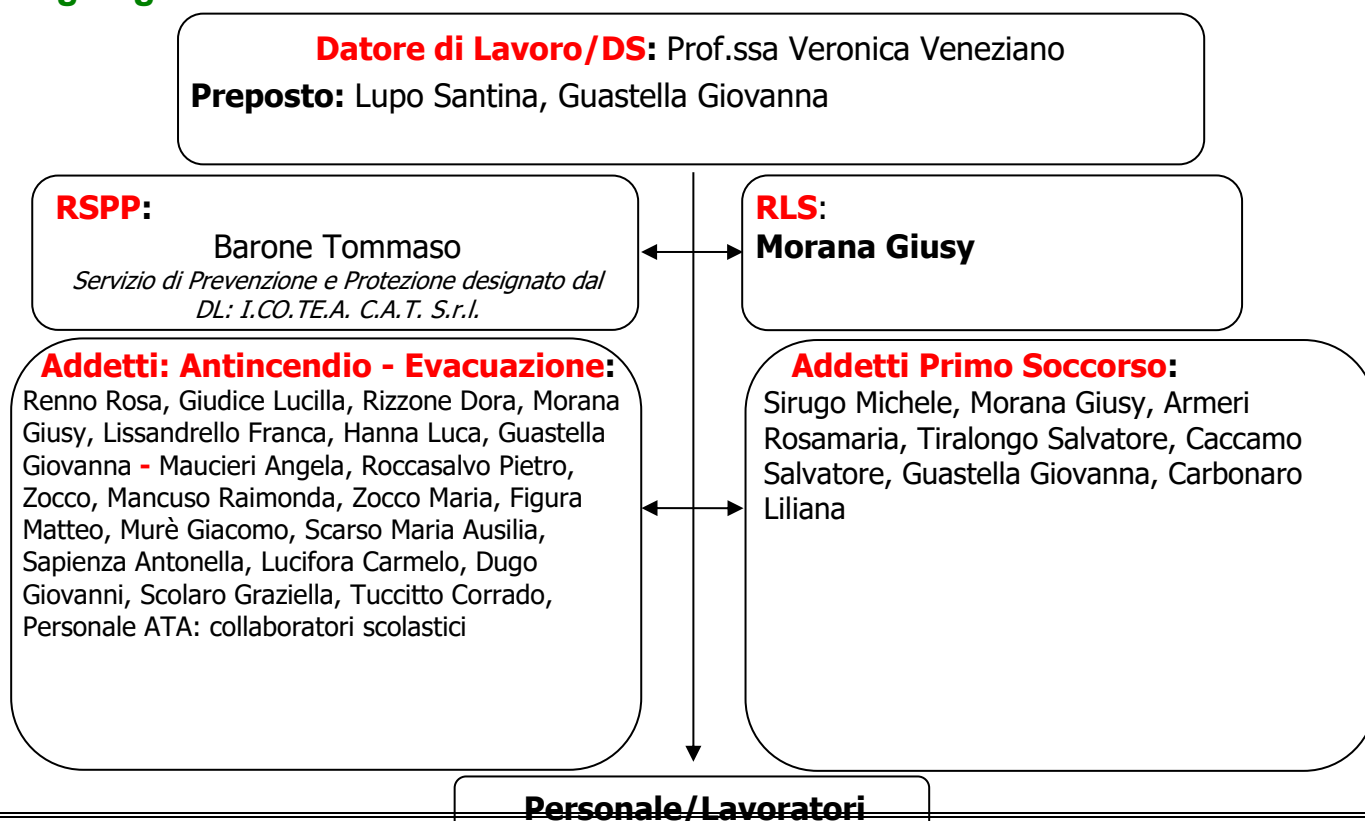 Datore di Lavoro/DS: Prof.ssa Veronica Veneziano
Preposto: Lupo Santina, Guastella Giovanna
RSPP:
Barone Tommaso
Servizio di Prevenzione e Protezione designato dal
DL: I.CO.TE.A. C.A.T. S.r.l.
RLS:
Morana Giusy
Addetti: Antincendio - Evacuazione:
Renno Rosa, Giudice Lucilla, Rizzone Dora, Morana
Giusy, Lissandrello Franca, Hanna Luca, Guastella
Giovanna - Maucieri Angela, Roccasalvo Pietro,
Zocco, Mancuso Raimonda, Zocco Maria, Figura
Matteo, Murè Giacomo, Scarso Maria Ausilia,
Sapienza Antonella, Lucifora Carmelo, Dugo
Giovanni, Scolaro Graziella, Tuccitto Corrado,
Personale ATA: collaboratori scolastici
Addetti Primo Soccorso:
Sirugo Michele, Morana Giusy, Armeri
Rosamaria, Tiralongo Salvatore, Caccamo
Salvatore, Guastella Giovanna, Carbonaro
Liliana
Personale/Lavoratori